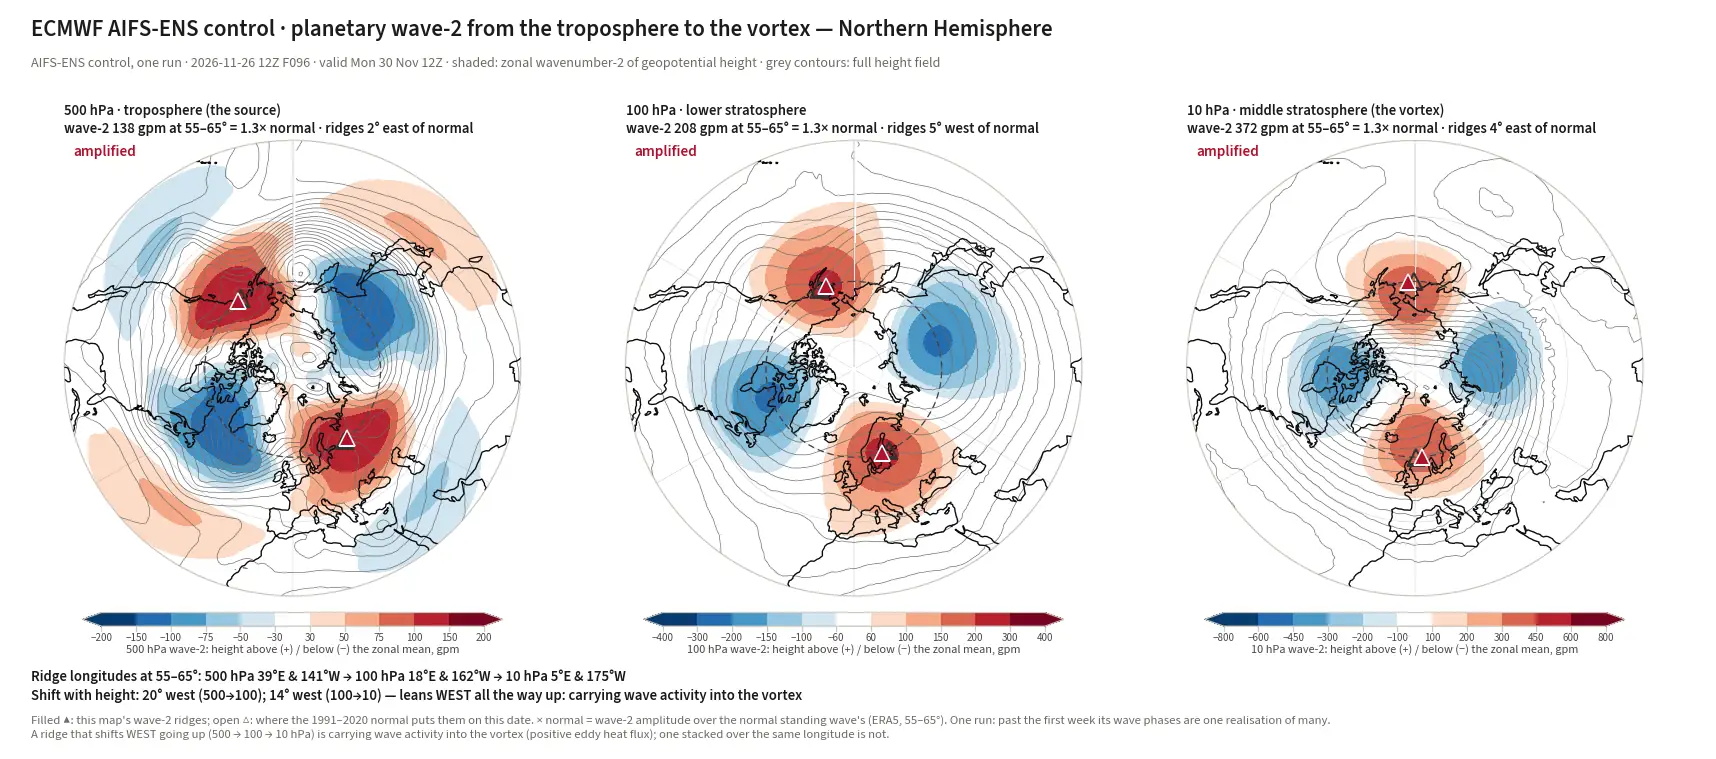 ECMWF AIFS-ENS control · planetary wave-2 from the troposphere to the vortex — Northern Hemisphere
AIFS-ENS control, one run · 2026-11-26 12Z F096 · valid Mon 30 Nov 12Z · shaded: zonal wavenumber-2 of geopotential height · grey contours: full height field
500 hPa · troposphere (the source)
wave-2 138 gpm at 55–65° = 1.3× normal · ridges 2° east of normal
amplified
100 hPa · lower stratosphere
wave-2 208 gpm at 55–65° = 1.3× normal · ridges 5° west of normal
amplified
10 hPa · middle stratosphere (the vortex)
wave-2 372 gpm at 55–65° = 1.3× normal · ridges 4° east of normal
amplified
−200 −150 −100 −75 −50 −30 30 50 75 100 150 200
500 hPa wave-2: height above (+) / below (−) the zonal mean, gpm
−400 −300 −200 −150 −100 −60 60 100 150 200 300 400
100 hPa wave-2: height above (+) / below (−) the zonal mean, gpm
−800 −600 −450 −300 −200 −100 100 200 300 450 600 800
10 hPa wave-2: height above (+) / below (−) the zonal mean, gpm
Ridge longitudes at 55–65°: 500 hPa 39°E & 141°W → 100 hPa 18°E & 162°W → 10 hPa 5°E & 175°W
Shift with height: 20° west (500→100); 14° west (100→10) — leans WEST all the way up: carrying wave activity into the vortex
Filled ▲: this map's wave-2 ridges; open △: where the 1991–2020 normal puts them on this date. × normal = wave-2 amplitude over the normal standing wave's (ERA5, 55–65°). One run: past the first week its wave phases are one realisation of many.
A ridge that shifts WEST going up (500 → 100 → 10 hPa) is carrying wave activity into the vortex (positive eddy heat flux); one stacked over the same longitude is not.